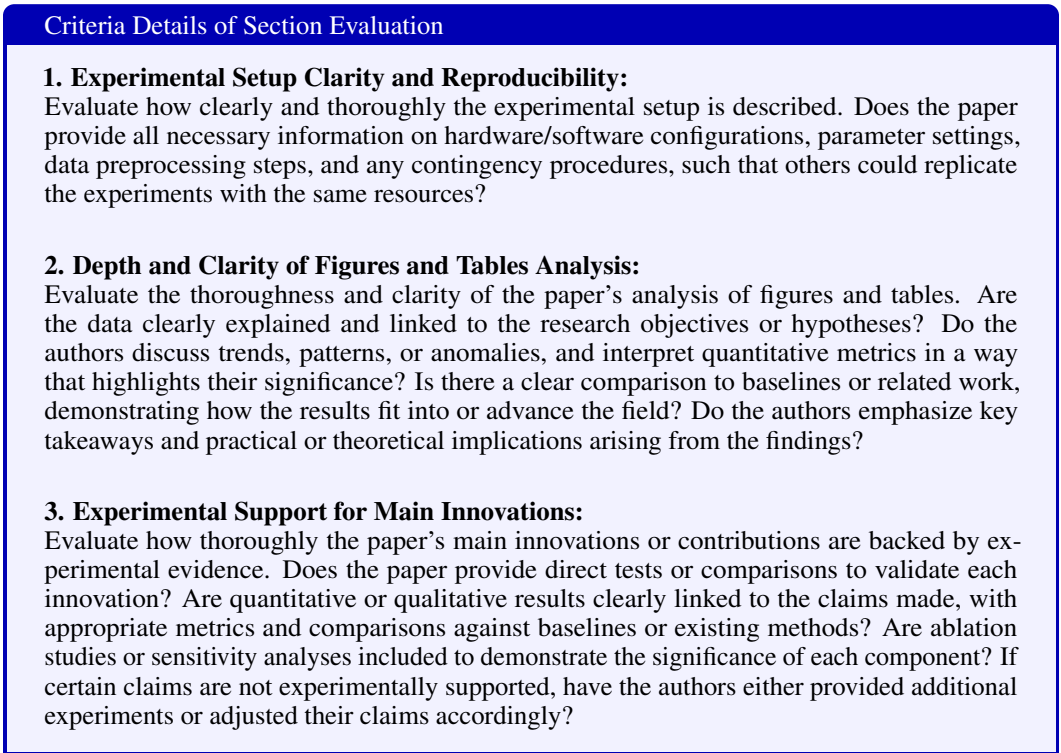 Criteria Details of Section Evaluation
1. Experimental Setup Clarity and Reproducibility:
Evaluate how clearly and thoroughly the experimental setup is described. Does the paper
provide all necessary information on hardware/software configurations, parameter settings,
data preprocessing steps, and any contingency procedures, such that others could replicate
the experiments with the same resources?
2. Depth and Clarity of Figures and Tables Analysis:
Evaluate the thoroughness and clarity of the paper's analysis of figures and tables. Are
the data clearly explained and linked to the research objectives or hypotheses? Do the
authors discuss trends, patterns, or anomalies, and interpret quantitative metrics in a way
that highlights their significance? Is there a clear comparison to baselines or related work,
demonstrating how the results fit into or advance the field? Do the authors emphasize key
takeaways and practical or theoretical implications arising from the findings?
3. Experimental Support for Main Innovations:
Evaluate how thoroughly the paper's main innovations or contributions are backed by ex-
perimental evidence. Does the paper provide direct tests or comparisons to validate each
innovation? Are quantitative or qualitative results clearly linked to the claims made, with
appropriate metrics and comparisons against baselines or existing methods? Are ablation
studies or sensitivity analyses included to demonstrate the significance of each component? If
certain claims are not experimentally supported, have the authors either provided additional
experiments or adjusted their claims accordingly?